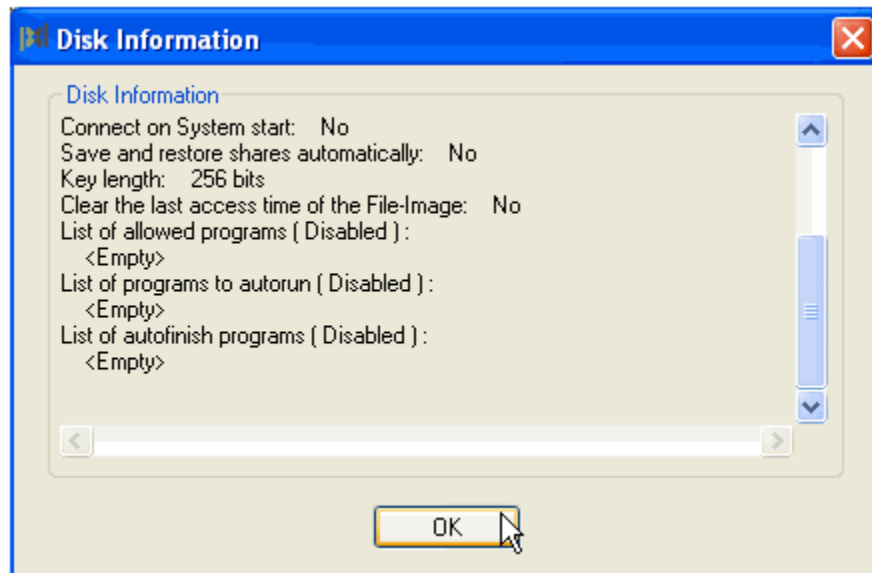 Disk Information
Disk Information
Connect on System start: No
Save and restore shares automatically: No
Key length: 256 bits
Clear the last access time of the File-Image: No
List of allowed programs ( Disabled ) :
<Empty>
List of programs to autorun ( Disabled ) :
<Empty>
List of autofinish programs ( Disabled ) :
<Empty>
OK